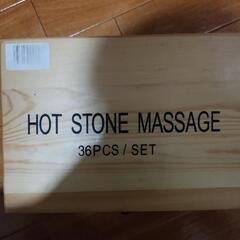 HOT STONE MASSAGE
36PCS / SET